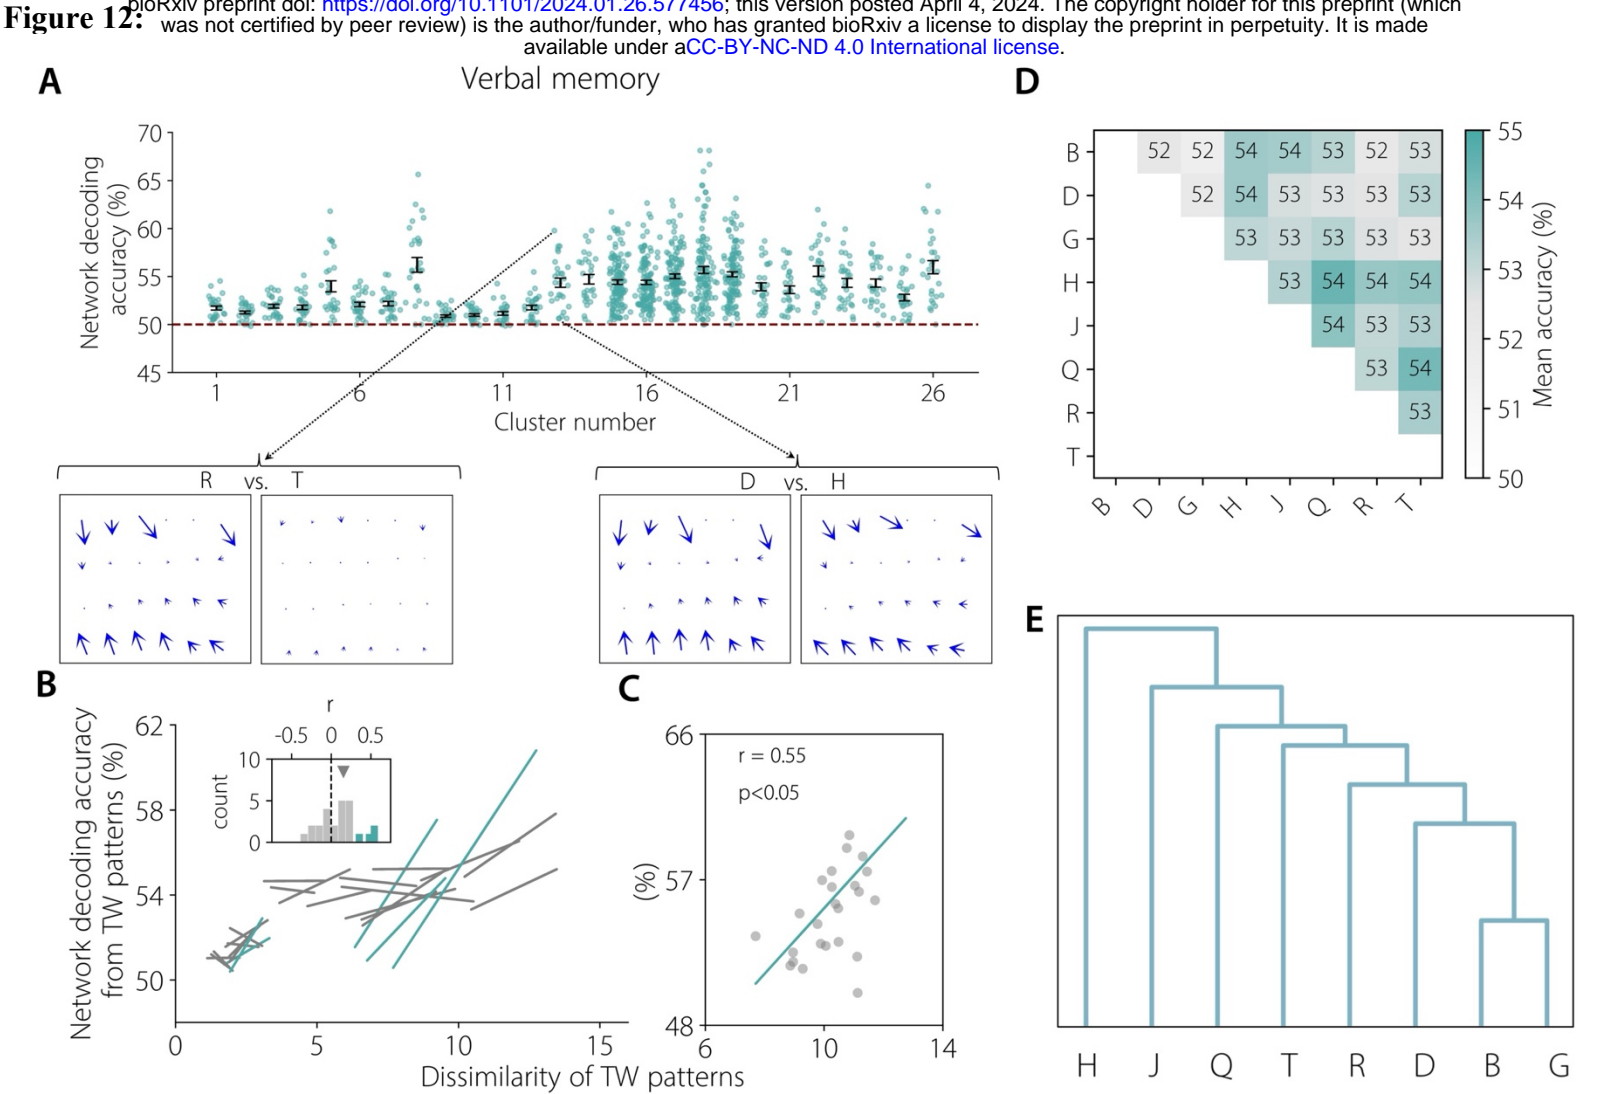 Figure 12:
bioRxiv preprint doi: https://doi.org/10.1101/2024.01.26.577456; this version posted April 4, 2024. The copyright holder for this preprint (which
was not certified by peer review) is the author/funder, who has granted bioRxiv a license to display the preprint in perpetuity. It is made
available under aCC-BY-NC-ND 4.0 International license.
A
Verbal memory
Network decoding
accuracy (%)
70
65
60
55
50
45
1 6 11 16 21 26
Cluster number
R vs. T
D vs. H
B
Network decoding accuracy
from TW patterns (%)
62
58
54
50
0 5 10 15
r
-0.5 0 0.5
count
10
5
0
C
r = 0.55
p<0.05
(%)
66
57
48
6 10 14
Dissimilarity of TW patterns
D
B 52 52 54 54 53 52 53
D 52 54 53 53 53 53
G 53 53 53 53 53
H 53 54 54 54
J 54 53 53
Q 53 54
R 53
T
B D G H J Q R T
55
54
53
52
51
50
Mean accuracy (%)
E
H J Q T R D B G